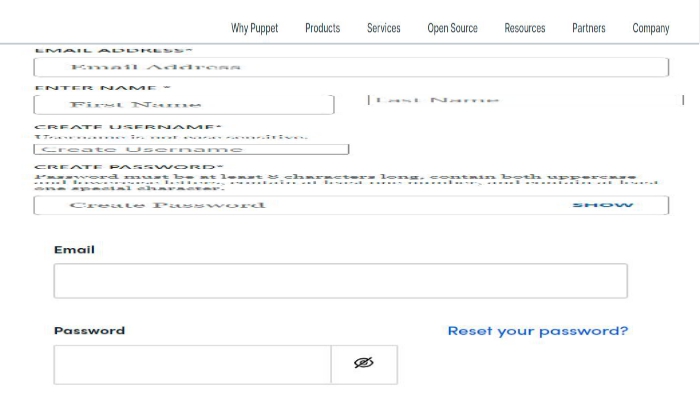 Why Puppet Products Services Open Source Resources Partners Company
EMAIL ADDRESS*
Email Address
ENTER NAME *
First Name Last Name
CREATE USERNAME*
Username is not case sensitive.
Create Username
CREATE PASSWORD*
Password must be at least 8 characters long, contain both uppercase
and lowercase letters, contain at least one number, and contain at least
one special character.
Create Password SHOW
Email
Password Reset your password?